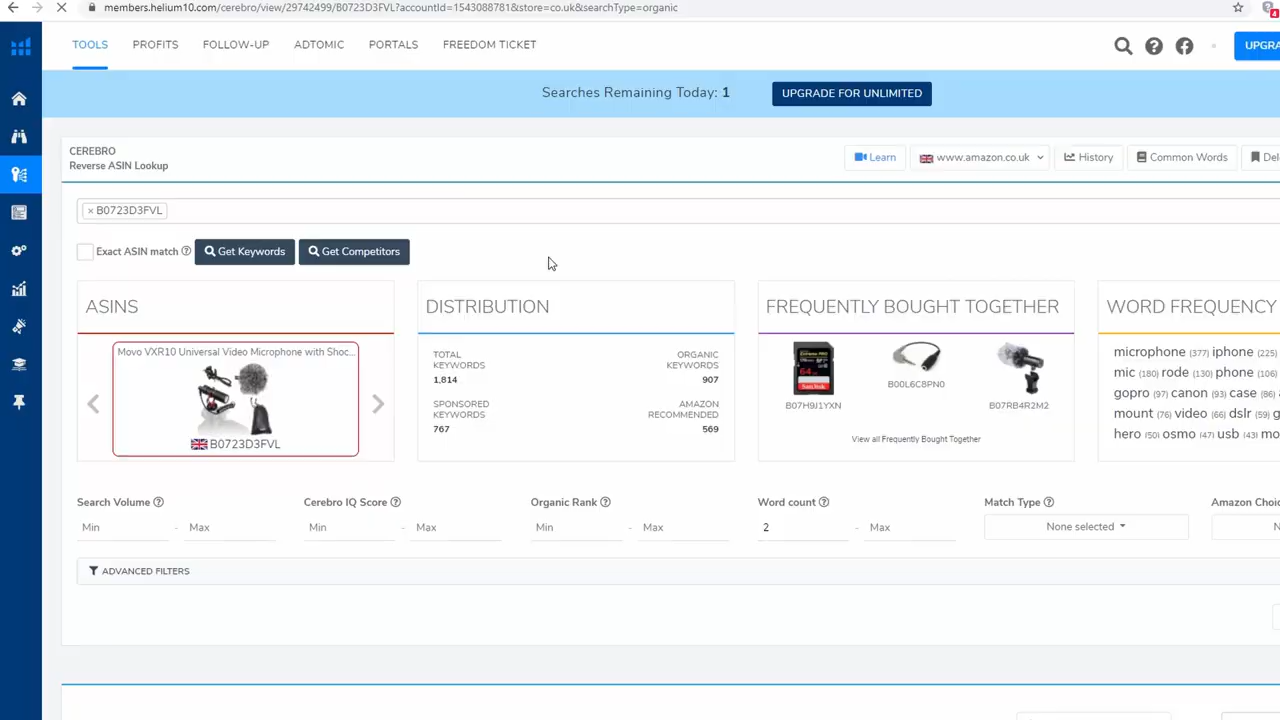 members.helium10.com/cerebro/view/29742499/B0723D3FVL?accountId=1543088781&store=co.uk&searchType=organic
4
TOOLS PROFITS FOLLOW-UP ADTOMIC PORTALS FREEDOM TICKET
UPGRA
Searches Remaining Today: 1 UPGRADE FOR UNLIMITED
CEREBRO
Reverse ASIN Lookup
Learn www.amazon.co.uk History Common Words Del
× B0723D3FVL
Exact ASIN match Get Keywords Get Competitors
ASINS
Movo VXR10 Universal Video Microphone with Shoc...
B0723D3FVL
DISTRIBUTION
TOTAL KEYWORDS
1,814
ORGANIC KEYWORDS
907
SPONSORED KEYWORDS
767
AMAZON RECOMMENDED
569
FREQUENTLY BOUGHT TOGETHER
B07H9J1YXN
B00L6C8PN0
B07RB4R2M2
View all Frequently Bought Together
WORD FREQUENCY
microphone (377) iphone (225)
mic (180) rode (130) phone (106)
gopro (97) canon (93) case (86)
mount (76) video (66) dslr (59) g
hero (50) osmo (47) usb (43) mo
Search Volume Cerebro IQ Score Organic Rank Word count Match Type Amazon Choic
Min - Max Min - Max Min - Max 2 - Max None selected N
ADVANCED FILTERS